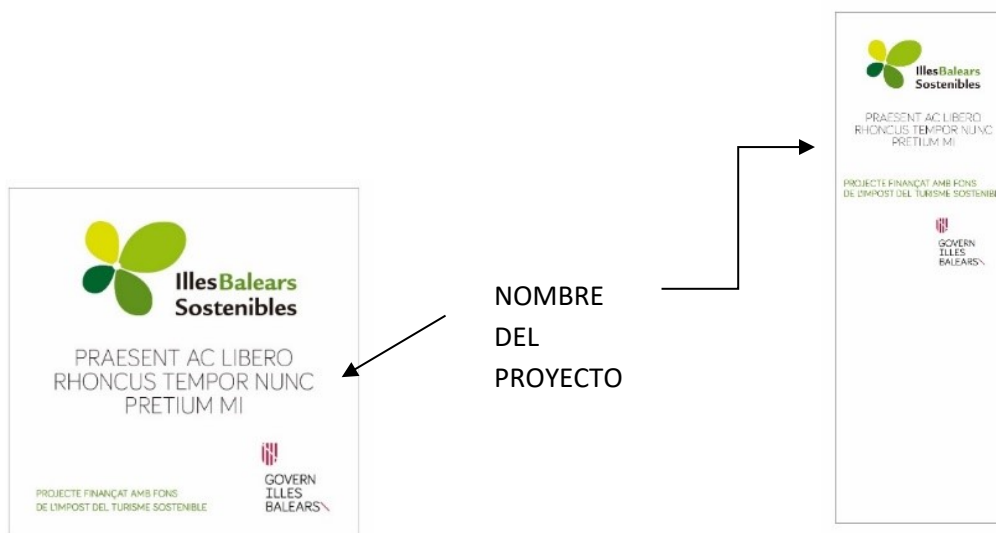 IllesBalears
Sostenibles
PRAESENT AC LIBERO
RHONCUS TEMPOR NUNC
PRETIUM MI
PROJECTE FINANÇAT AMB FONS
DE L'IMPOST DEL TURISME SOSTENIBLE
GOVERN
ILLES
BALEARS
NOMBRE
DEL
PROYECTO
IllesBalears
Sostenibles
PRAESENT AC LIBERO
RHONCUS TEMPOR NUNC
PRETIUM MI
PROJECTE FINANÇAT AMB FONS
DE L'IMPOST DEL TURISME
GOVERN
ILLES
BALEARS